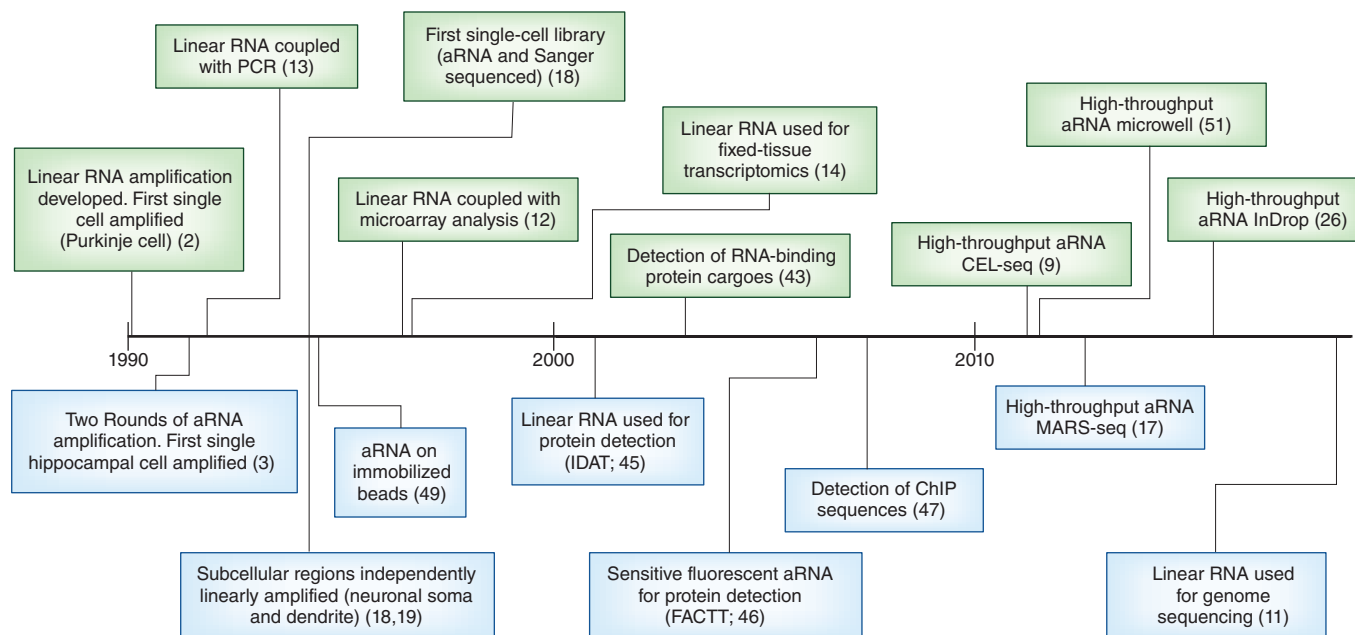 Linear RNA coupled
with PCR (13)
First single-cell library
(aRNA and Sanger
sequenced) (18)
High-throughput
aRNA microwell (51)
Linear RNA used for
fixed-tissue
transcriptomics (14)
Linear RNA amplification
developed. First single
cell amplified
(Purkinje cell) (2)
Linear RNA coupled with
microarray analysis (12)
High-throughput
aRNA InDrop (26)
High-throughput aRNA
CEL-seq (9)
Detection of RNA-binding
protein cargoes (43)
1990
2000
2010
Two Rounds of aRNA
amplification. First single
hippocampal cell amplified (3)
aRNA on
immobilized
beads (49)
Linear RNA used for
protein detection
(IDAT; 45)
High-throughput aRNA
MARS-seq (17)
Detection of ChIP
sequences (47)
Subcellular regions independently
linearly amplified (neuronal soma
and dendrite) (18,19)
Sensitive fluorescent aRNA
for protein detection
(FACTT; 46)
Linear RNA used
for genome
sequencing (11)